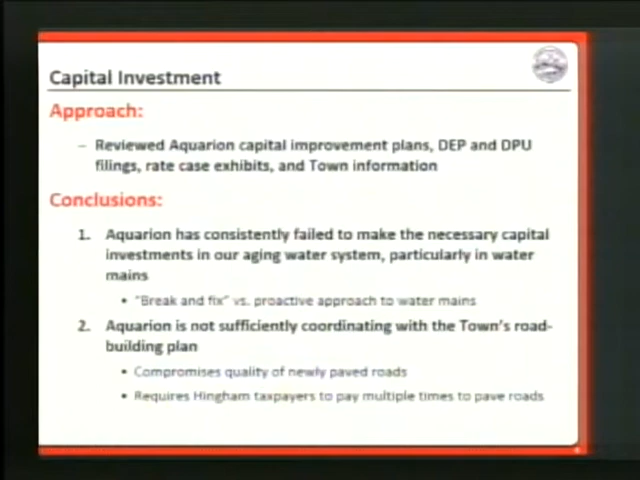 Capital Investment
Approach:
– Reviewed Aquarion capital improvement plans, DEP and DPU
filings, rate case exhibits, and Town information
Conclusions:
1. Aquarion has consistently failed to make the necessary capital
investments in our aging water system, particularly in water
mains
• "Break and fix" vs. proactive approach to water mains
2. Aquarion is not sufficiently coordinating with the Town's road-
building plan
• Compromises quality of newly paved roads
• Requires Hingham taxpayers to pay multiple times to pave roads